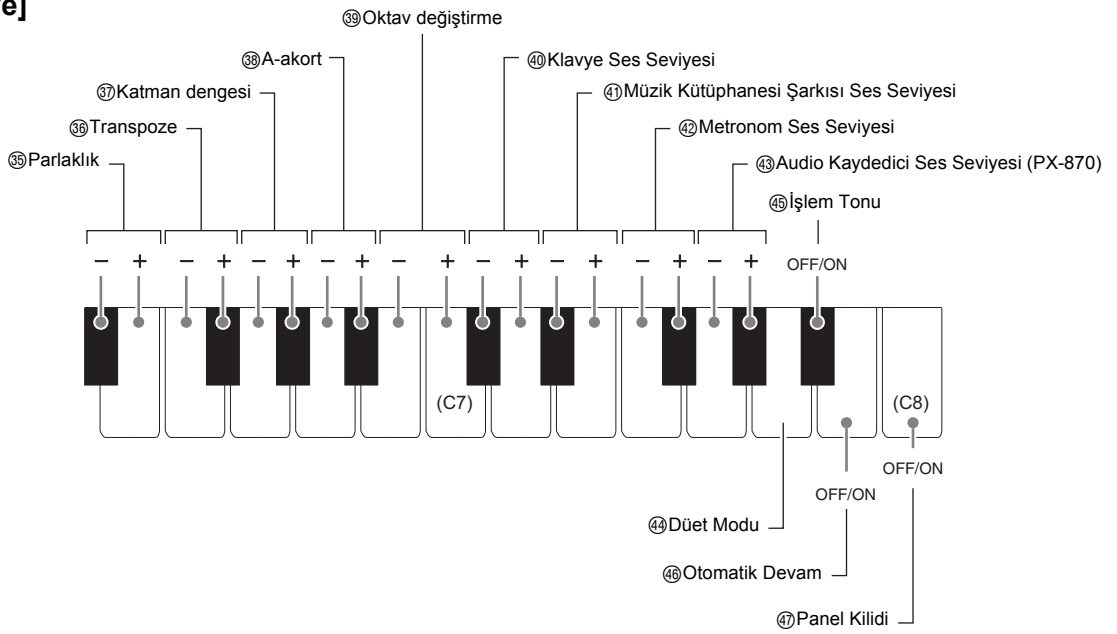 e]
㊴Oktav değiştirme
㊳A-akort
㊵Klavye Ses Seviyesi
㊲Katman dengesi
㊶Müzik Kütüphanesi Şarkısı Ses Seviyesi
㊱Transpoze
㊷Metronom Ses Seviyesi
㉟Parlaklık
㊸Audio Kaydedici Ses Seviyesi (PX-870)
㊺İşlem Tonu
− + − + − + − + − + − + − + − + − + OFF/ON
(C7) (C8)
OFF/ON
OFF/ON
㊹Düet Modu
㊻Otomatik Devam
㊼Panel Kilidi